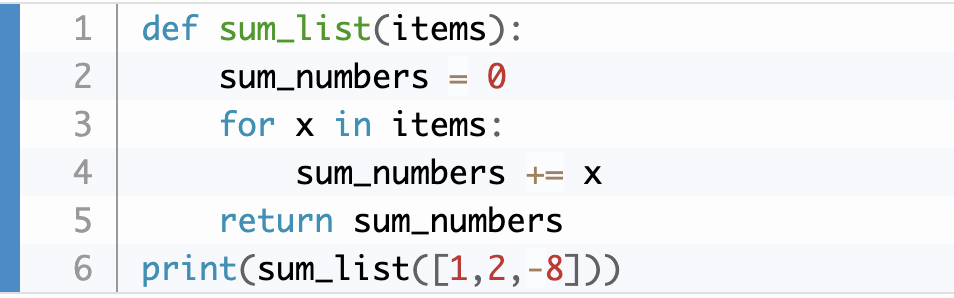 1 def sum_list(items):
2     sum_numbers = 0
3     for x in items:
4         sum_numbers += x
5     return sum_numbers
6 print(sum_list([1,2,-8]))